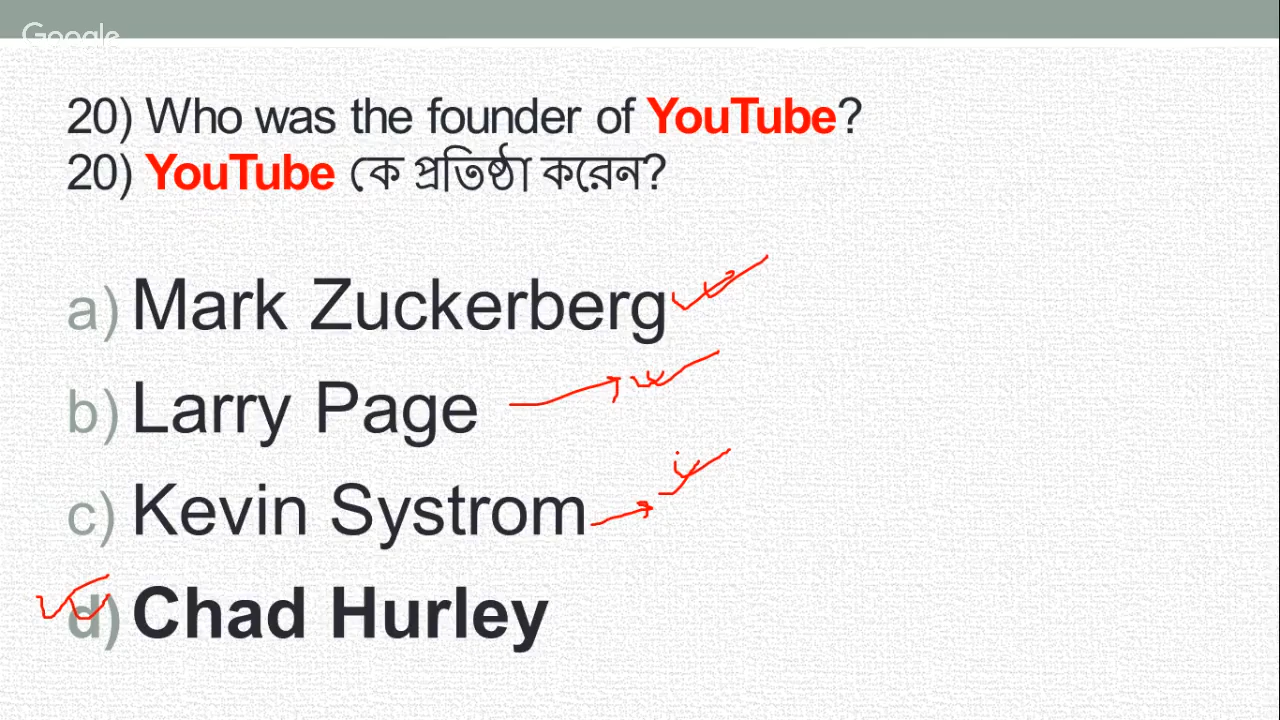 Google
20) Who was the founder of YouTube?
20) YouTube কে প্রতিষ্ঠা করেন?
a) Mark Zuckerberg
b) Larry Page
c) Kevin Systrom
d) Chad Hurley